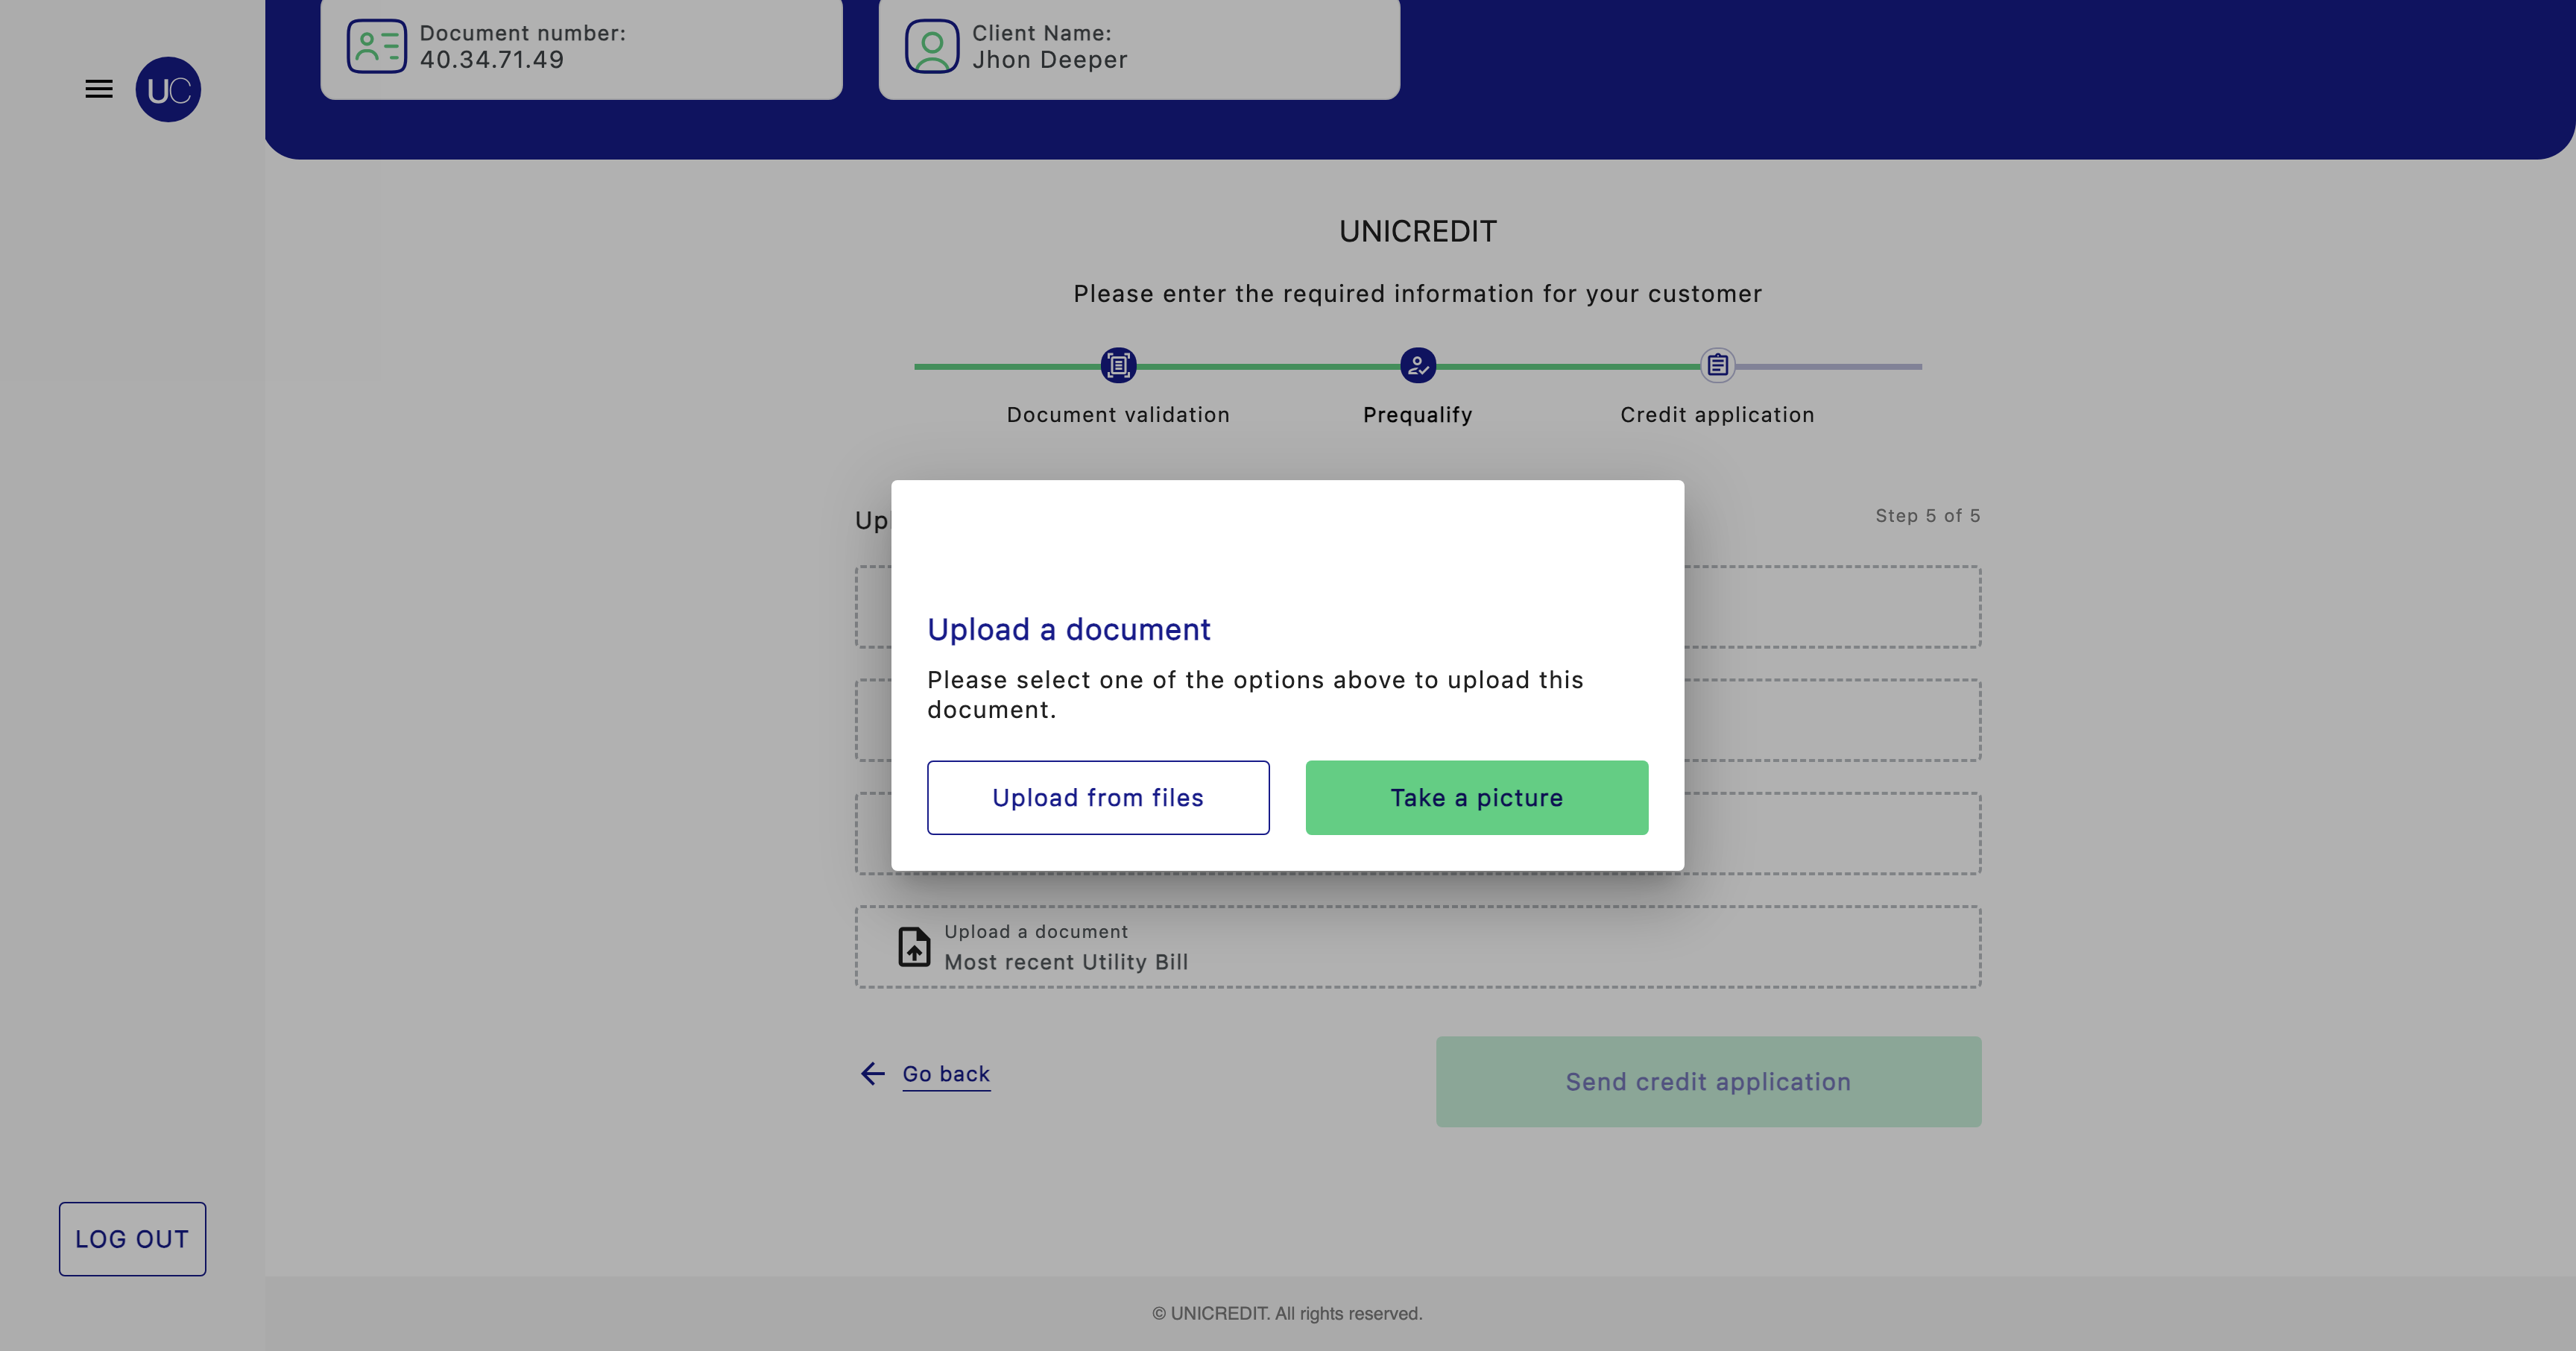 Document number:
40.34.71.49
Client Name:
Jhon Deeper
UC
UNICREDIT
Please enter the required information for your customer
Document validation
Prequalify
Credit application
Up
Step 5 of 5
Upload a document
Please select one of the options above to upload this
document.
Upload from files
Take a picture
Upload a document
Most recent Utility Bill
Go back
Send credit application
LOG OUT
© UNICREDIT. All rights reserved.